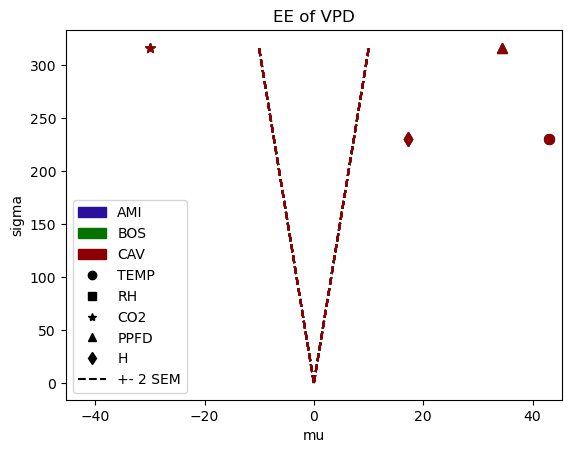 EE of VPD
sigma
300
250
200
150
100
50
0
AMI
BOS
CAV
TEMP
RH
CO2
PPFD
H
+- 2 SEM
−40
−20
0
20
40
mu